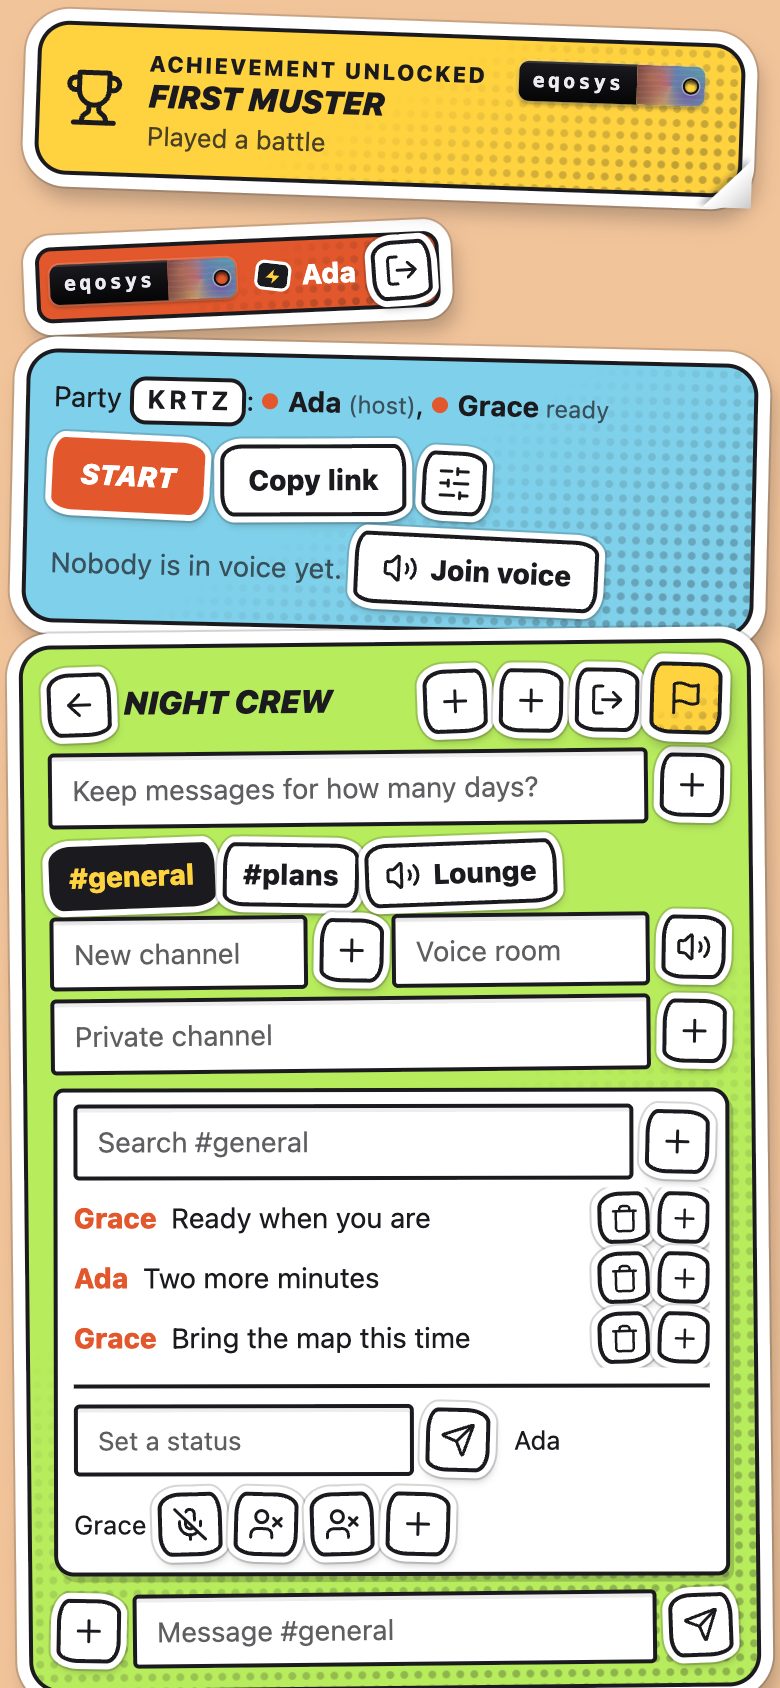 ACHIEVEMENT UNLOCKED
FIRST MUSTER
Played a battle
eqosys
eqosys
Ada
Party KRTZ: Ada (host), Grace ready
START
Copy link
Nobody is in voice yet.
Join voice
NIGHT CREW
Keep messages for how many days?
#general
#plans
Lounge
New channel
Voice room
Private channel
Search #general
Grace Ready when you are
Ada Two more minutes
Grace Bring the map this time
Set a status
Ada
Grace
Message #general